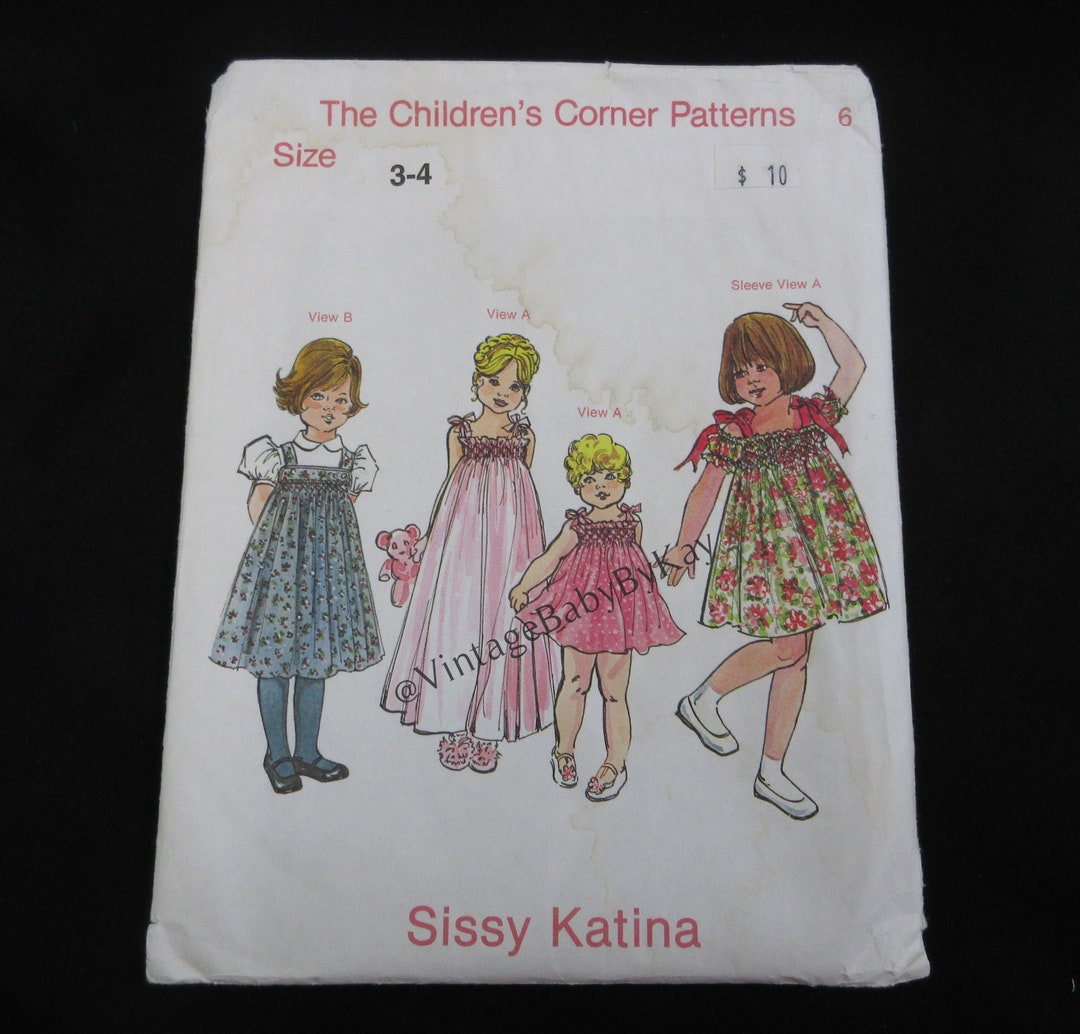 The Children's Corner Patterns 6
Size
3-4
$ 10
Sleeve View A
View B
View A
View A
@VintageBabyByKay
Sissy Katina